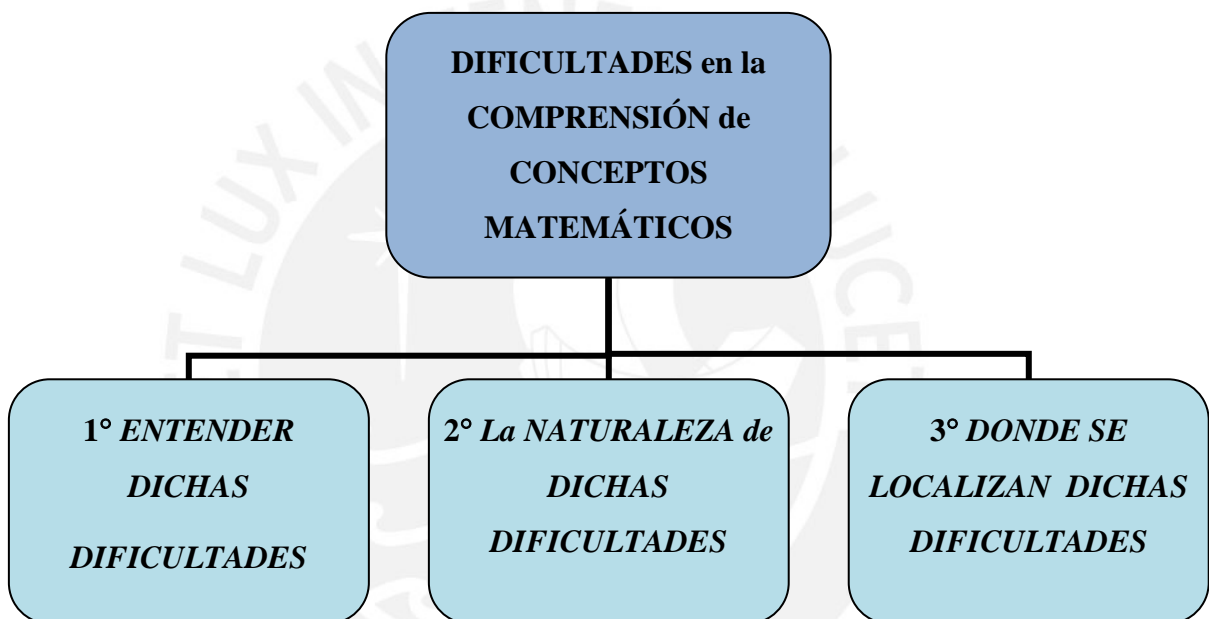 DIFICULTADES en la
COMPRENSIÓN de
CONCEPTOS
MATEMÁTICOS
1° ENTENDER
DICHAS
DIFICULTADES
2° La NATURALEZA de
DICHAS
DIFICULTADES
3° DONDE SE
LOCALIZAN DICHAS
DIFICULTADES